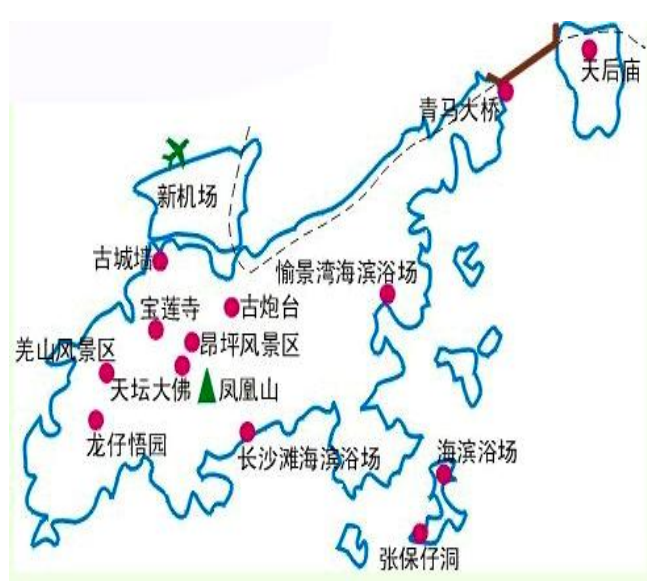 天后庙
青马大桥
新机场
古城墙
愉景湾海滨浴场
宝莲寺
古炮台
昂坪风景区
羌山风景区
天坛大佛
凤凰山
龙仔悟园
长沙滩海滨浴场
海滨浴场
张保仔洞